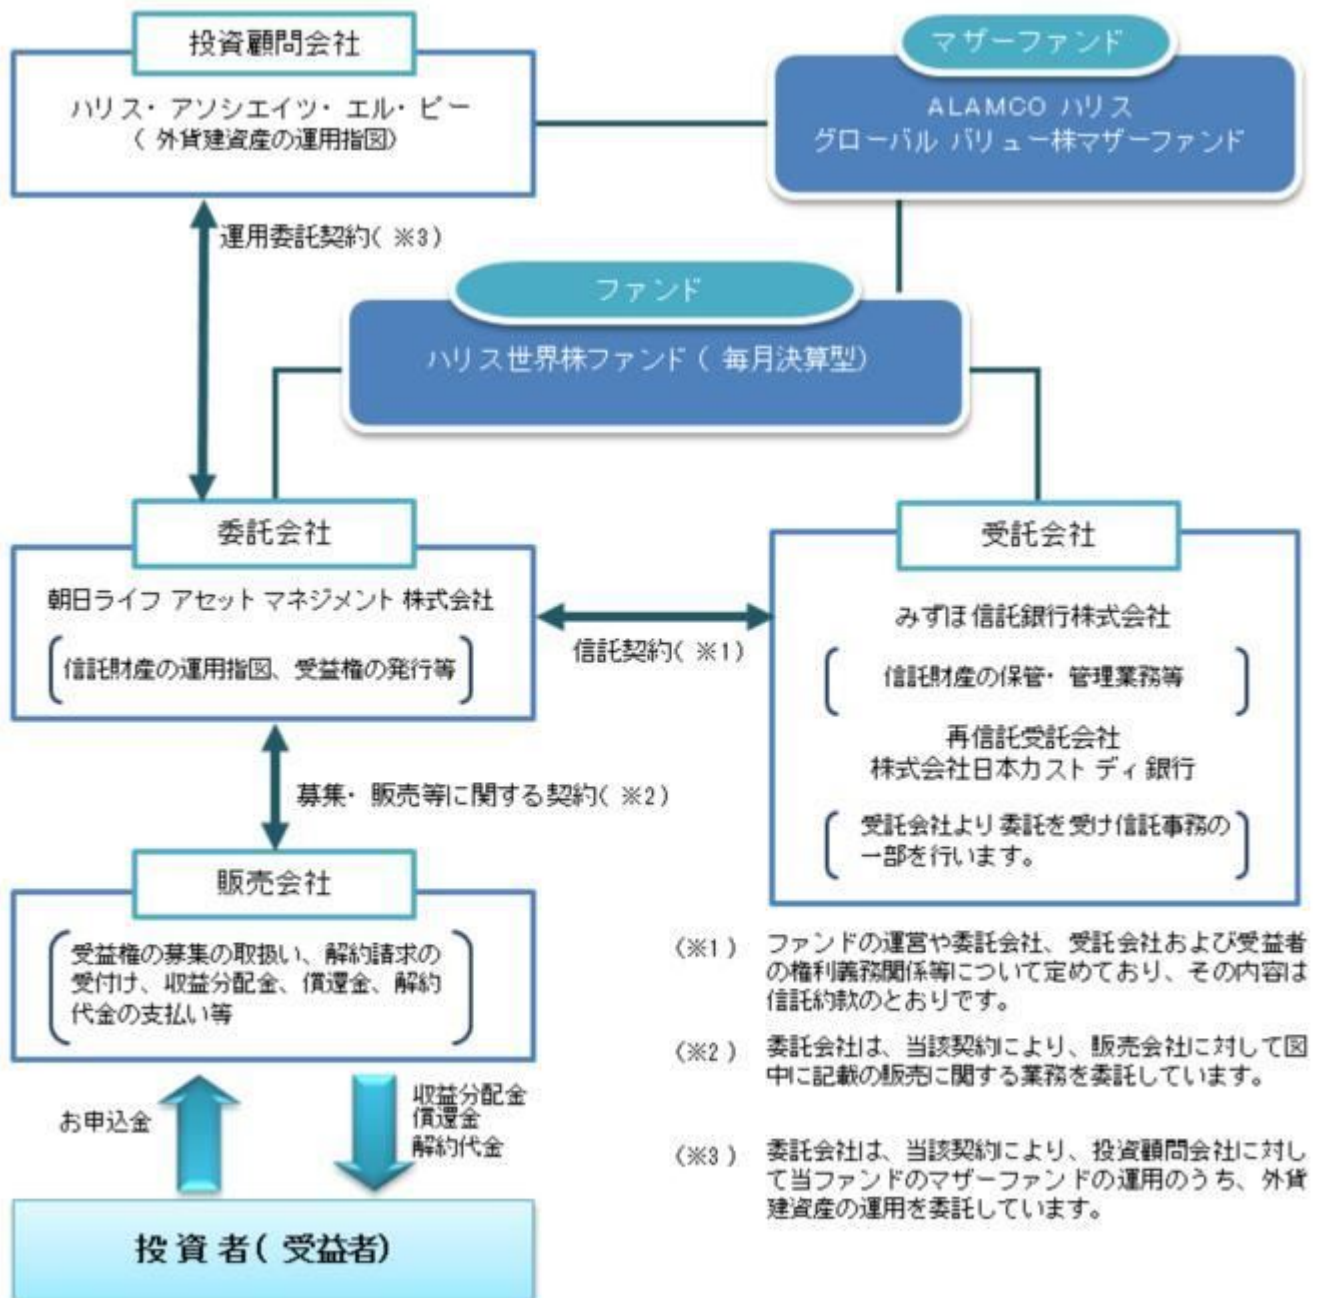 投資顧問会社
ハリス・アソシエイツ・エル・ピー
(外貨建資産の運用指図)
マザーファンド
ALAMCO ハリス
グローバル バリュー株マザーファンド
運用委託契約(※3)
ファンド
ハリス世界株ファンド(毎月決算型)
委託会社
朝日ライフ アセット マネジメント 株式会社
信託財産の運用指図、受益権の発行等
信託契約(※1)
受託会社
みずほ信託銀行株式会社
信託財産の保管・管理業務等
再信託受託会社
株式会社日本カストディ銀行
受託会社より委託を受け信託事務の
一部を行います。
募集・販売等に関する契約(※2)
販売会社
受益権の募集の取扱い、解約請求の
受付け、収益分配金、償還金、解約
代金の支払い等
お申込金
収益分配金
償還金
解約代金
投資者(受益者)
(※1) ファンドの運営や委託会社、受託会社および受益者
の権利義務関係等について定めており、その内容は
信託約款のとおりです。
(※2) 委託会社は、当該契約により、販売会社に対して図
中に記載の販売に関する業務を委託しています。
(※3) 委託会社は、当該契約により、投資顧問会社に対し
て当ファンドのマザーファンドの運用のうち、外貨
建資産の運用を委託しています。